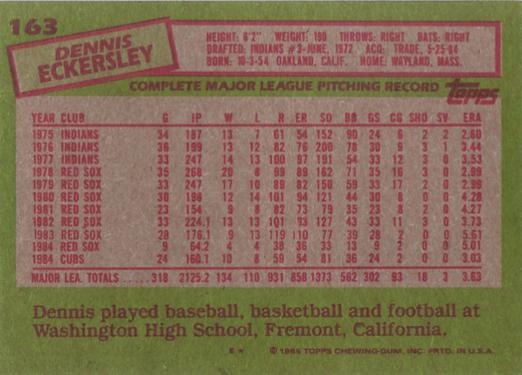 163
DENNIS
ECKERSLEY
HEIGHT: 6'2" WEIGHT: 190 THROWS: RIGHT BATS: RIGHT
DRAFTED: INDIANS #3-JUNE, 1972 ACQ: TRADE, 5-25-84
BORN: 10-3-54 OAKLAND, CALIF. HOME: WAYLAND, MASS.
COMPLETE MAJOR LEAGUE PITCHING RECORD topps
YEAR CLUB G IP W L R ER SO BB GS CG SHO SV ERA
1975 INDIANS 34 187 13 7 61 54 152 90 24 6 2 2 2.60
1976 INDIANS 36 199 13 12 82 76 200 78 30 9 3 1 3.44
1977 INDIANS 33 247 14 13 100 97 191 54 33 12 3 0 3.53
1978 RED SOX 35 268 20 8 99 89 162 71 35 16 3 0 2.99
1979 RED SOX 33 247 17 10 89 82 150 59 33 17 2 0 2.99
1980 RED SOX 30 198 12 14 101 94 121 44 30 8 0 0 4.28
1981 RED SOX 23 154 9 8 82 73 79 35 23 8 2 0 4.27
1982 RED SOX 33 224.1 13 13 101 93 127 43 33 11 3 0 3.73
1983 RED SOX 28 176.1 9 13 119 110 77 39 28 2 0 0 5.61
1984 RED SOX 9 64.2 4 4 38 36 33 13 9 2 0 0 5.01
1984 CUBS 24 160.1 10 8 59 54 81 36 24 2 0 0 3.03
MAJOR LEA. TOTALS ..... 318 2125.2 134 110 931 858 1373 562 302 93 18 3 3.63
Dennis played baseball, basketball and football at
Washington High School, Fremont, California.
E * © 1985 TOPPS CHEWING GUM, INC. PRTD. IN U.S.A.